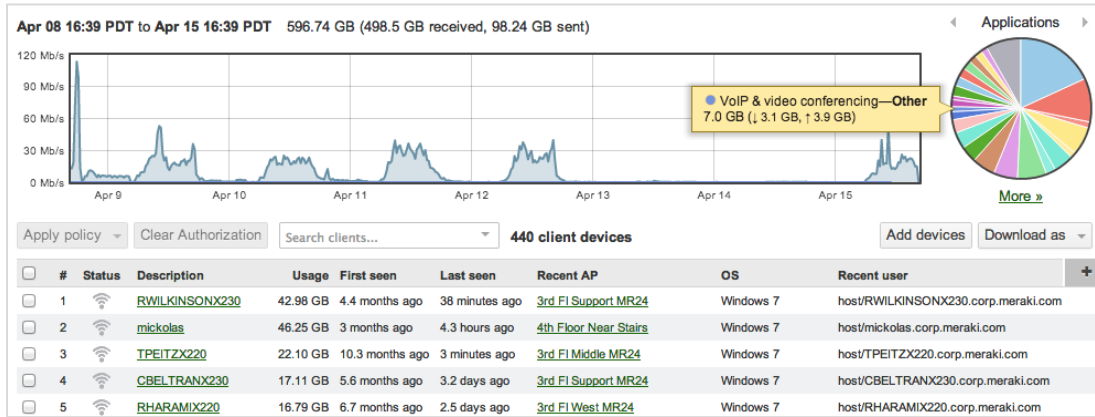 Apr 08 16:39 PDT to Apr 15 16:39 PDT 596.74 GB (498.5 GB received, 98.24 GB sent)
Applications
120 Mb/s
90 Mb/s
60 Mb/s
30 Mb/s
0 Mb/s
VoIP & video conferencing—Other
7.0 GB (↓ 3.1 GB, ↑ 3.9 GB)
Apr 9 Apr 10 Apr 11 Apr 12 Apr 13 Apr 14 Apr 15
More »
Apply policy Clear Authorization Search clients... 440 client devices Add devices Download as
# Status Description Usage First seen Last seen Recent AP OS Recent user +
1 RWILKINSONX230 42.98 GB 4.4 months ago 38 minutes ago 3rd Fl Support MR24 Windows 7 host/RWILKINSONX230.corp.meraki.com
2 mickolas 46.25 GB 3 months ago 4.3 hours ago 4th Floor Near Stairs Windows 7 host/mickolas.corp.meraki.com
3 TPEITZX220 22.10 GB 10.3 months ago 3 minutes ago 3rd Fl Middle MR24 Windows 7 host/TPEITZX220.corp.meraki.com
4 CBELTRANX230 17.11 GB 5.6 months ago 3.2 days ago 3rd Fl Support MR24 Windows 7 host/CBELTRANX230.corp.meraki.com
5 RHARAMIX220 16.79 GB 6.7 months ago 2.5 days ago 3rd Fl West MR24 Windows 7 host/RHARAMIX220.corp.meraki.com